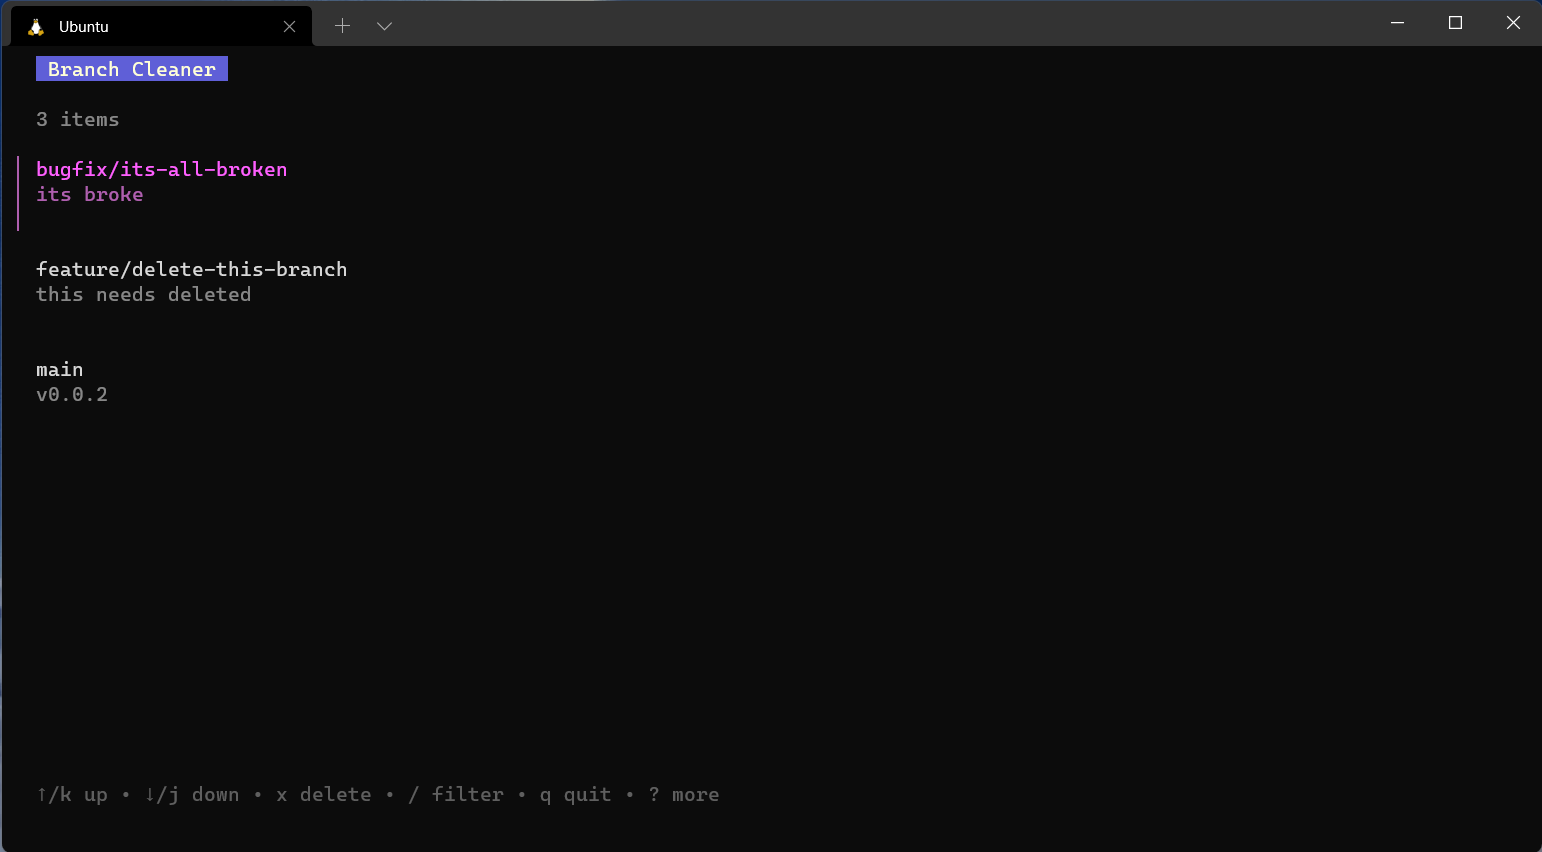 Ubuntu
Branch Cleaner
3 items
bugfix/its-all-broken
its broke
feature/delete-this-branch
this needs deleted
main
v0.0.2
↑/k up • ↓/j down • x delete • / filter • q quit • ? more